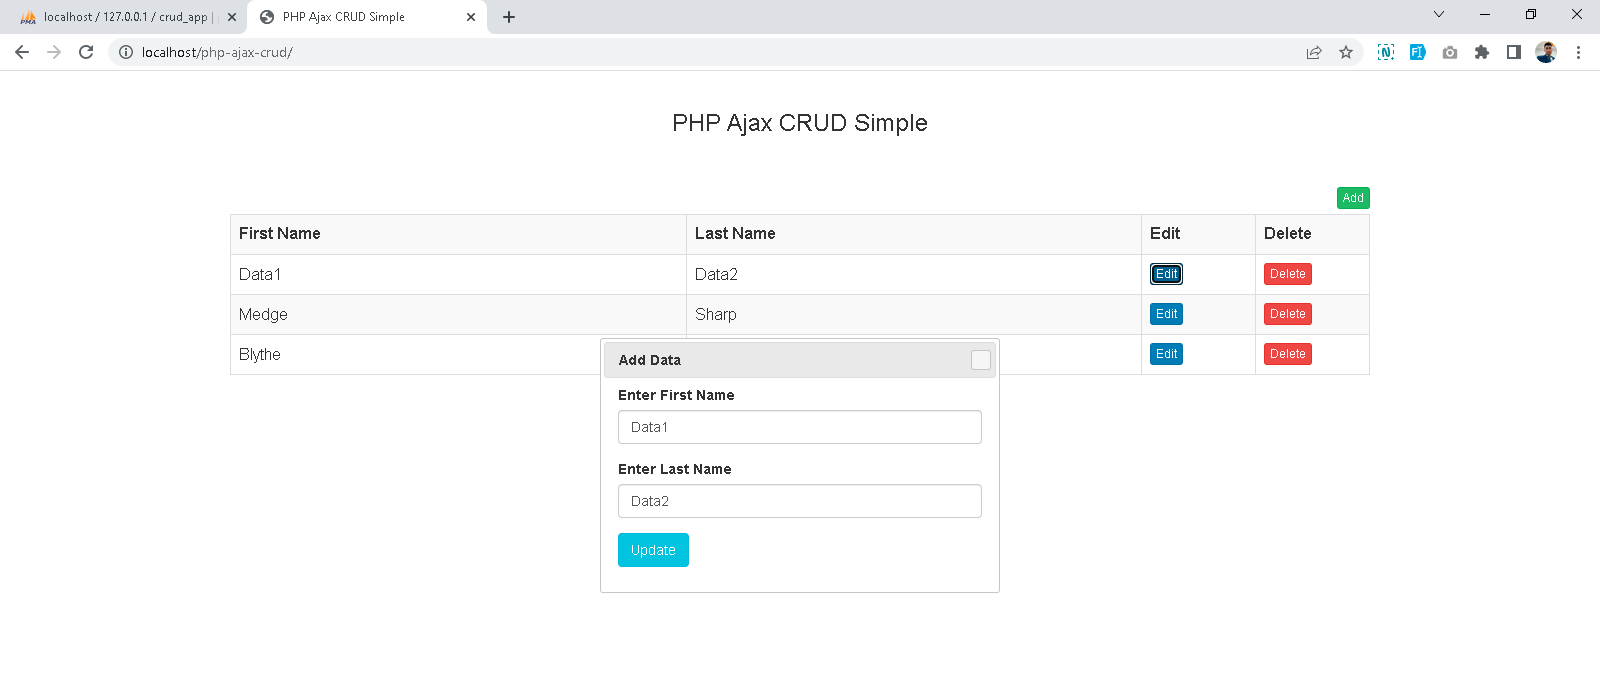 PMA localhost / 127.0.0.1 / crud_app |
PHP Ajax CRUD Simple
localhost/php-ajax-crud/
PHP Ajax CRUD Simple
Add
First Name Last Name Edit Delete
Data1 Data2 Edit Delete
Medge Sharp Edit Delete
Blythe Edit Delete
Add Data
Enter First Name
Data1
Enter Last Name
Data2
Update